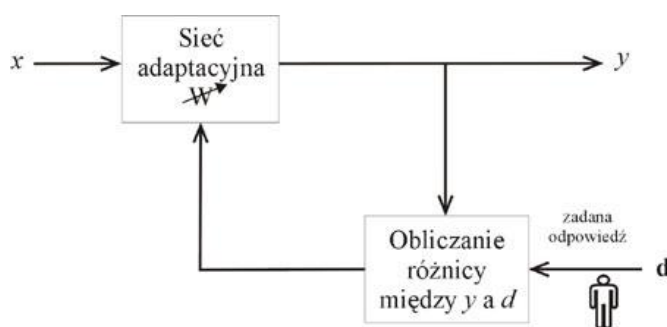 x
Sieć
adaptacyjna
W
y
Obliczanie
różnicy
między y a d
zadana
odpowiedź
d